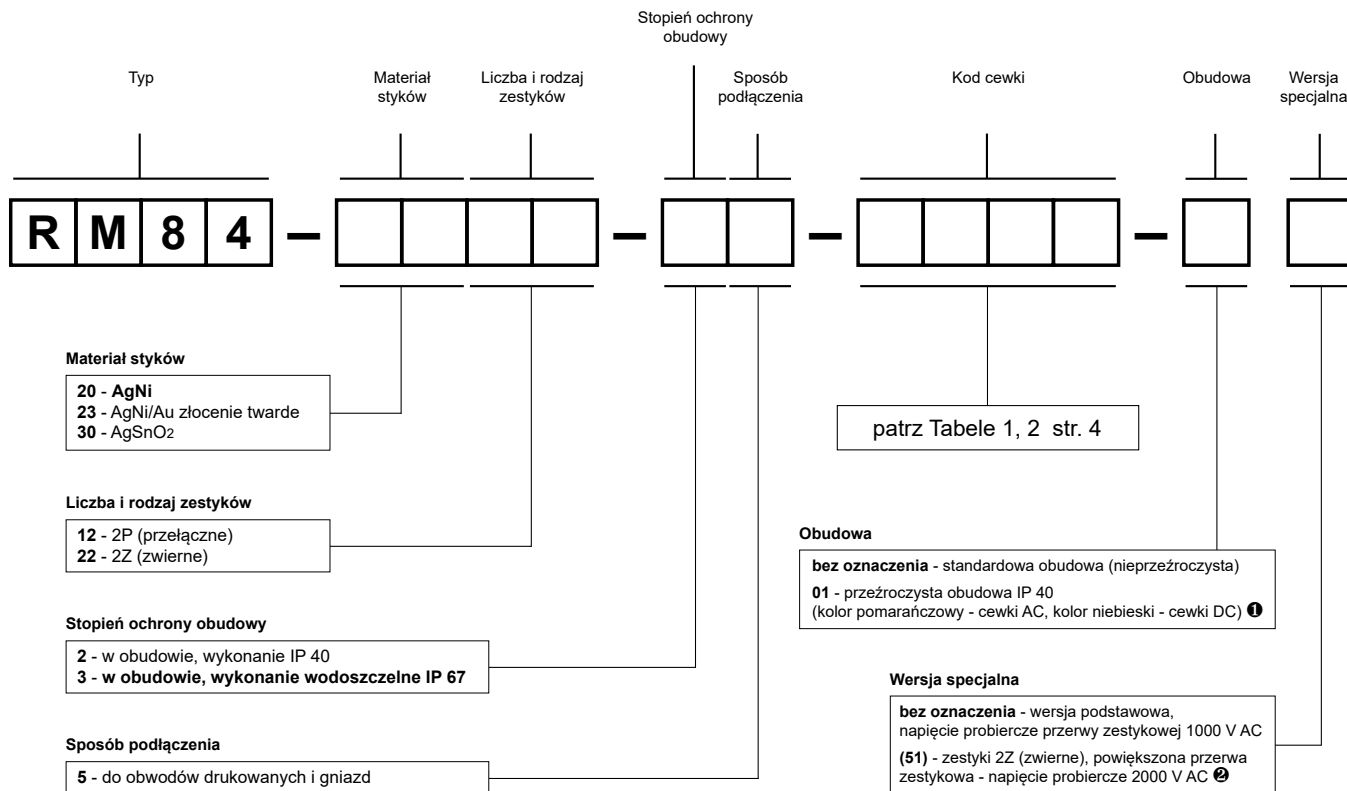 Stopień ochrony
obudowy
Typ
Materiał
styków
Liczba i rodzaj
zestyków
Sposób
podłączenia
Kod cewki
Obudowa
Wersja
specjalna
R M 8 4 – – – –
Materiał styków
20 - AgNi
23 - AgNi/Au złocenie twarde
30 - AgSnO2
patrz Tabele 1, 2 str. 4
Liczba i rodzaj zestyków
12 - 2P (przełączne)
22 - 2Z (zwierne)
Obudowa
bez oznaczenia - standardowa obudowa (nieprzeźroczysta)
01 - przeźroczysta obudowa IP 40
(kolor pomarańczowy - cewki AC, kolor niebieski - cewki DC) ❶
Stopień ochrony obudowy
2 - w obudowie, wykonanie IP 40
3 - w obudowie, wykonanie wodoszczelne IP 67
Wersja specjalna
bez oznaczenia - wersja podstawowa,
napięcie probiercze przerwy zestykowej 1000 V AC
(51) - zestyki 2Z (zwierne), powiększona przerwa
zestykowa - napięcie probiercze 2000 V AC ❷
Sposób podłączenia
5 - do obwodów drukowanych i gniazd